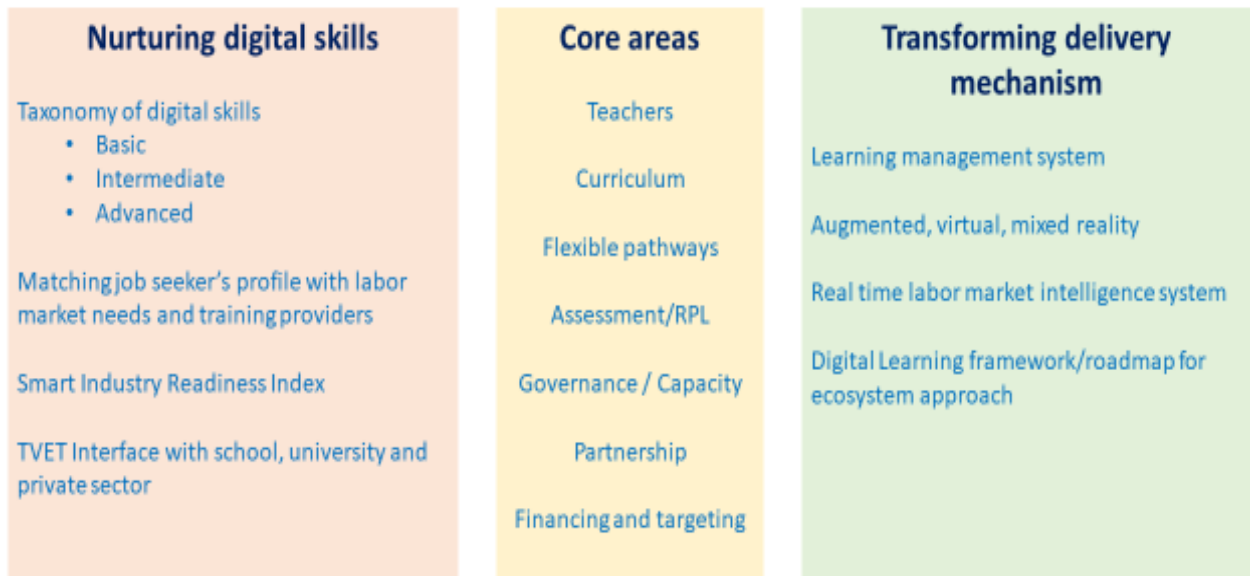 Nurturing digital skills
Taxonomy of digital skills
• Basic
• Intermediate
• Advanced
Matching job seeker's profile with labor
market needs and training providers
Smart Industry Readiness Index
TVET Interface with school, university and
private sector
Core areas
Teachers
Curriculum
Flexible pathways
Assessment/RPL
Governance / Capacity
Partnership
Financing and targeting
Transforming delivery
mechanism
Learning management system
Augmented, virtual, mixed reality
Real time labor market intelligence system
Digital Learning framework/roadmap for
ecosystem approach